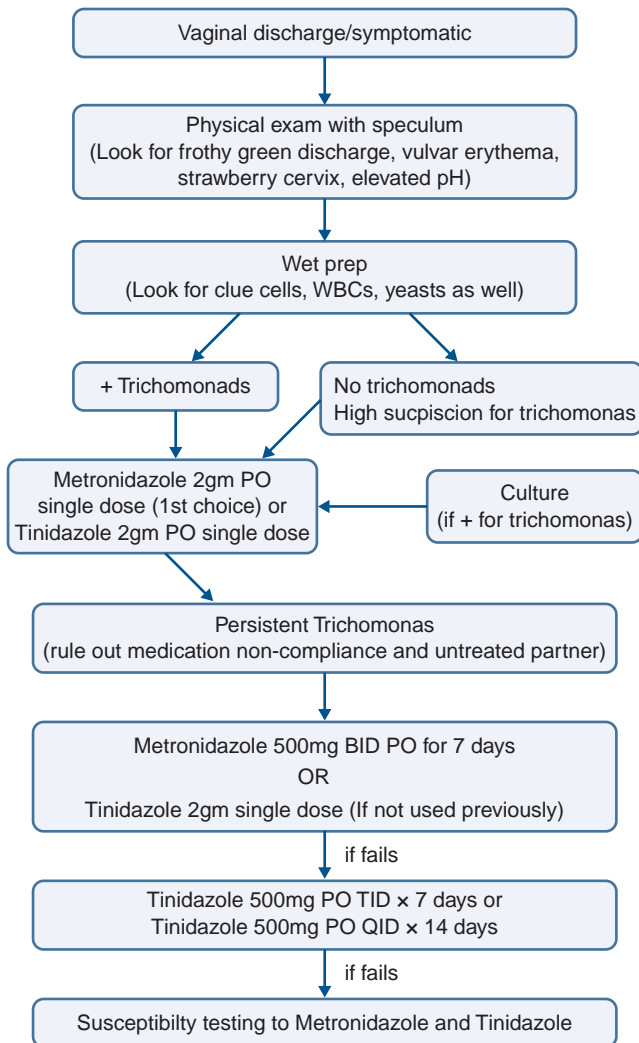 Vaginal discharge/symptomatic
Physical exam with speculum
(Look for frothy green discharge, vulvar erythema,
strawberry cervix, elevated pH)
Wet prep
(Look for clue cells, WBCs, yeasts as well)
+ Trichomonads
No trichomonads
High sucpiscion for trichomonas
Metronidazole 2gm PO
single dose (1st choice) or
Tinidazole 2gm PO single dose
Culture
(if + for trichomonas)
Persistent Trichomonas
(rule out medication non-compliance and untreated partner)
Metronidazole 500mg BID PO for 7 days
OR
Tinidazole 2gm single dose (If not used previously)
if fails
Tinidazole 500mg PO TID × 7 days or
Tinidazole 500mg PO QID × 14 days
if fails
Susceptibilty testing to Metronidazole and Tinidazole